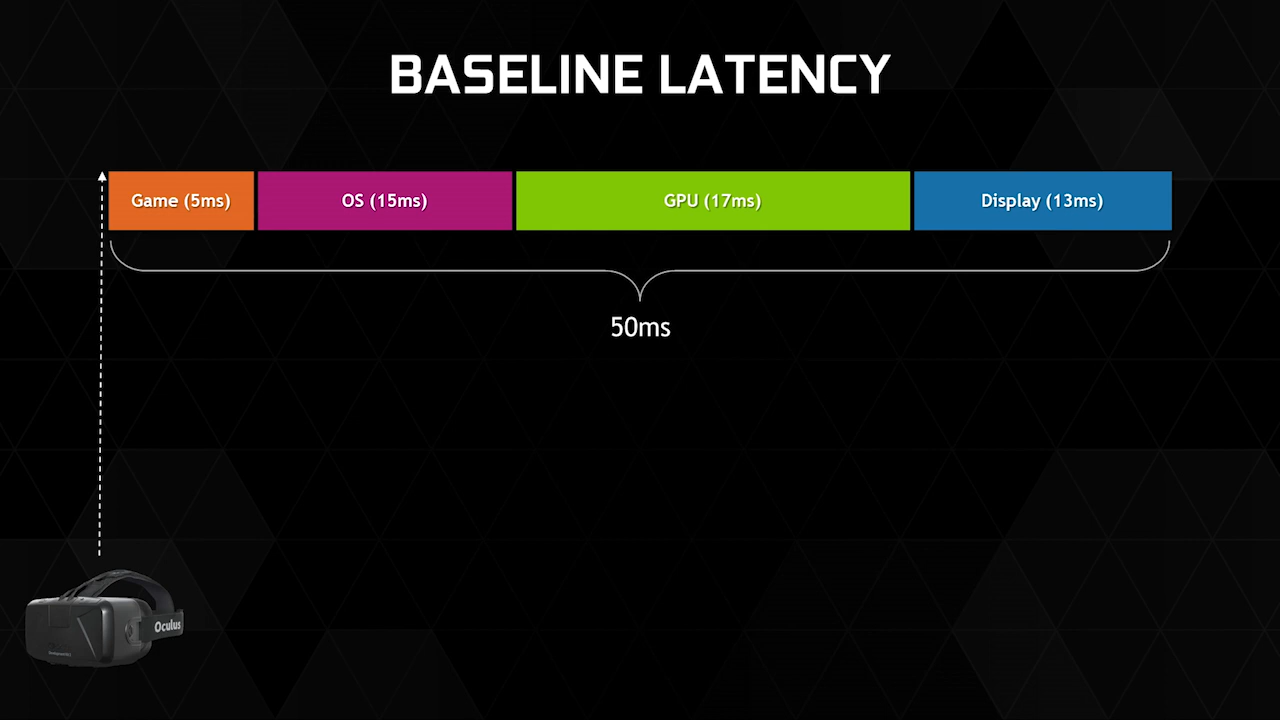 BASELINE LATENCY
Game (5ms)
OS (15ms)
GPU (17ms)
Display (13ms)
50ms
Oculus